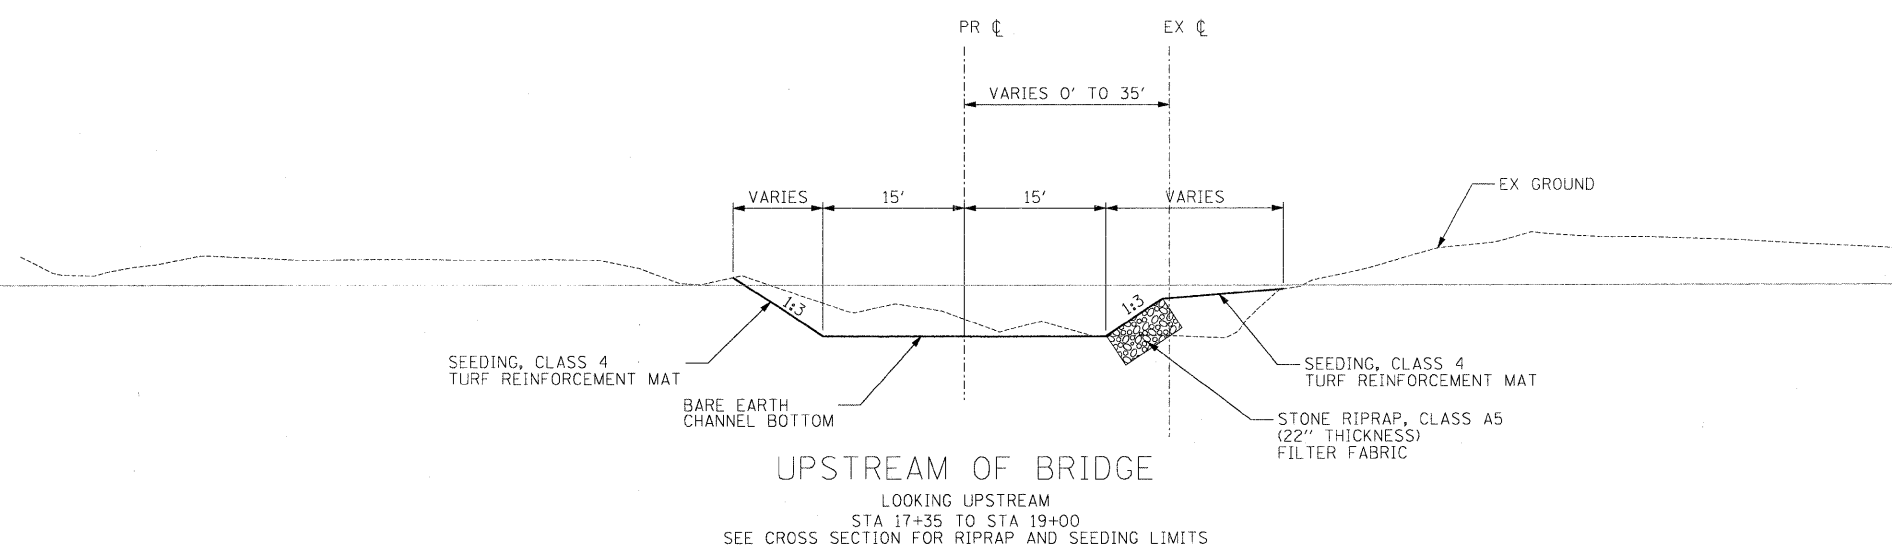 PR ℄
EX ℄
VARIES 0' TO 35'
VARIES
15'
15'
VARIES
EX GROUND
1:3
1:3
SEEDING, CLASS 4
TURF REINFORCEMENT MAT
SEEDING, CLASS 4
TURF REINFORCEMENT MAT
BARE EARTH
CHANNEL BOTTOM
STONE RIPRAP, CLASS A5
(22" THICKNESS)
FILTER FABRIC
UPSTREAM OF BRIDGE
LOOKING UPSTREAM
STA 17+35 TO STA 19+00
SEE CROSS SECTION FOR RIPRAP AND SEEDING LIMITS